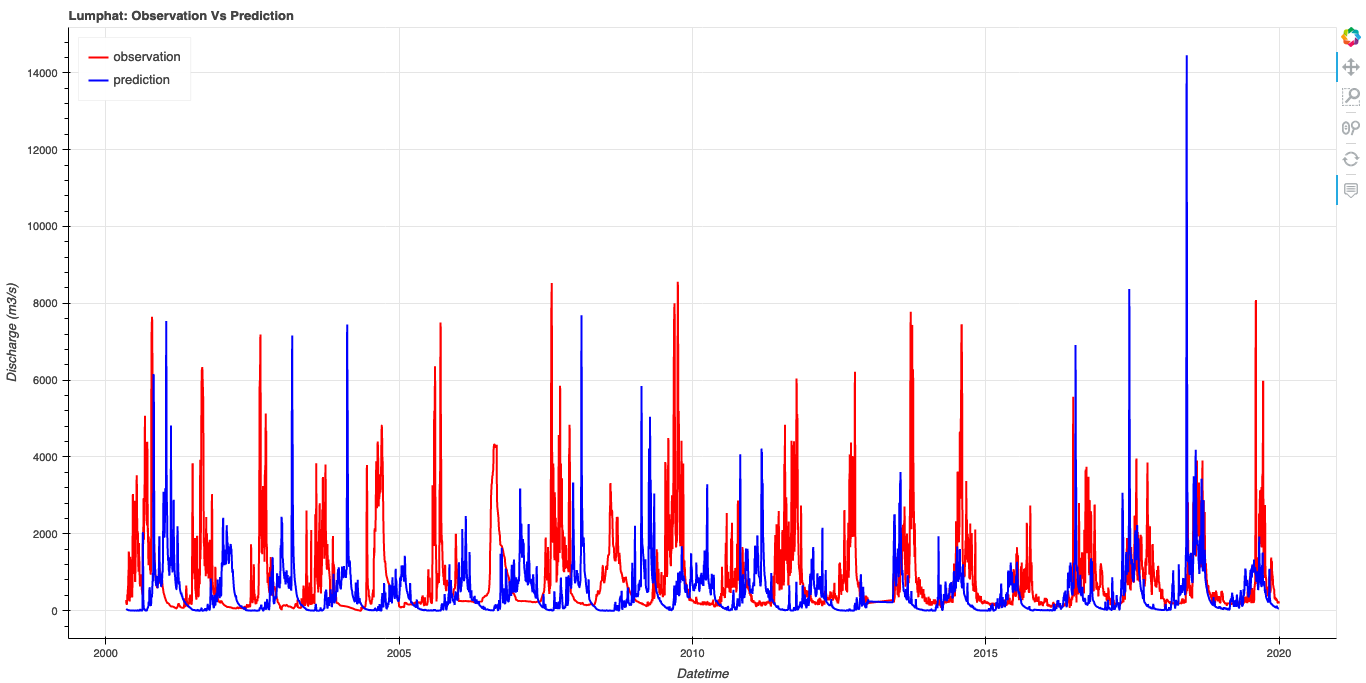 Lumphat: Observation Vs Prediction
observation
prediction
14000
12000
10000
8000
6000
4000
2000
0
Discharge (m3/s)
2000
2005
2010
2015
2020
Datetime